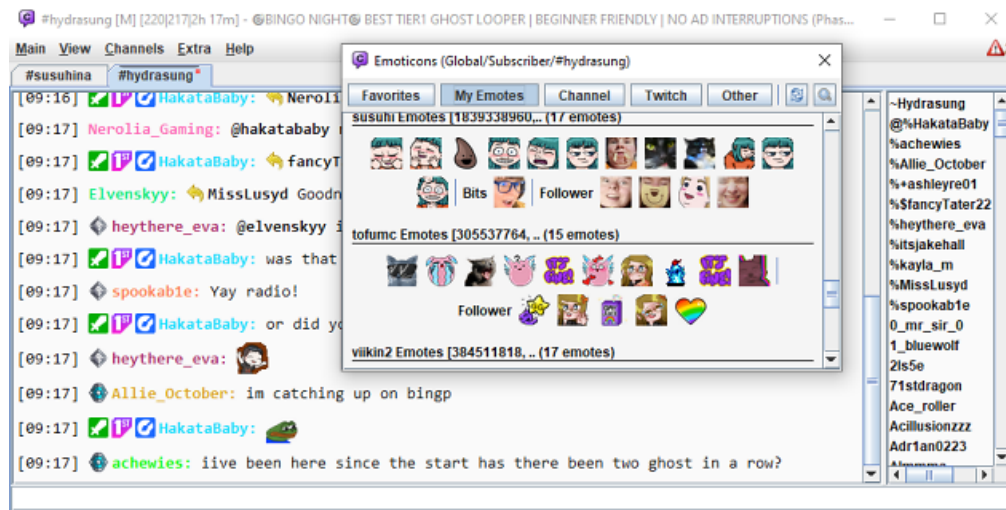 #hydrasung [M] [220|217|2h 17m] - @BINGO NIGHT@ BEST TIER1 GHOST LOOPER | BEGINNER FRIENDLY | NO AD INTERRUPTIONS (Phas...
Main View Channels Extra Help
#susuhina #hydrasung*
[09:16] HakataBaby: Neroli
[09:17] Nerolia_Gaming: @hakatababy
[09:17] HakataBaby: fancyT
[09:17] Elvenskyy: MissLusyd Goodn
[09:17] heythere_eva: @elvenskyy i
[09:17] HakataBaby: was that
[09:17] spookab1e: Yay radio!
[09:17] HakataBaby: or did yo
[09:17] heythere_eva:
[09:17] Allie_October: im catching up on bingp
[09:17] HakataBaby:
[09:17] achewies: iive been here since the start has there been two ghost in a row?
Emoticons (Global/Subscriber/#hydrasung)
Favorites My Emotes Channel Twitch Other
susuhi Emotes [1839338960,.. (17 emotes)
Bits Follower
tofumc Emotes [305537764, .. (15 emotes)
Follower
viikin2 Emotes [384511818, .. (17 emotes)
~Hydrasung
@%HakataBaby
%achewies
%Allie_October
%+ashleyre01
%$fancyTater22
%heythere_eva
%itsjakehall
%kayla_m
%MissLusyd
%spookab1e
0_mr_sir_0
1_bluewolf
2ls5e
71stdragon
Ace_roller
Acillusionzzz
Adr1an0223